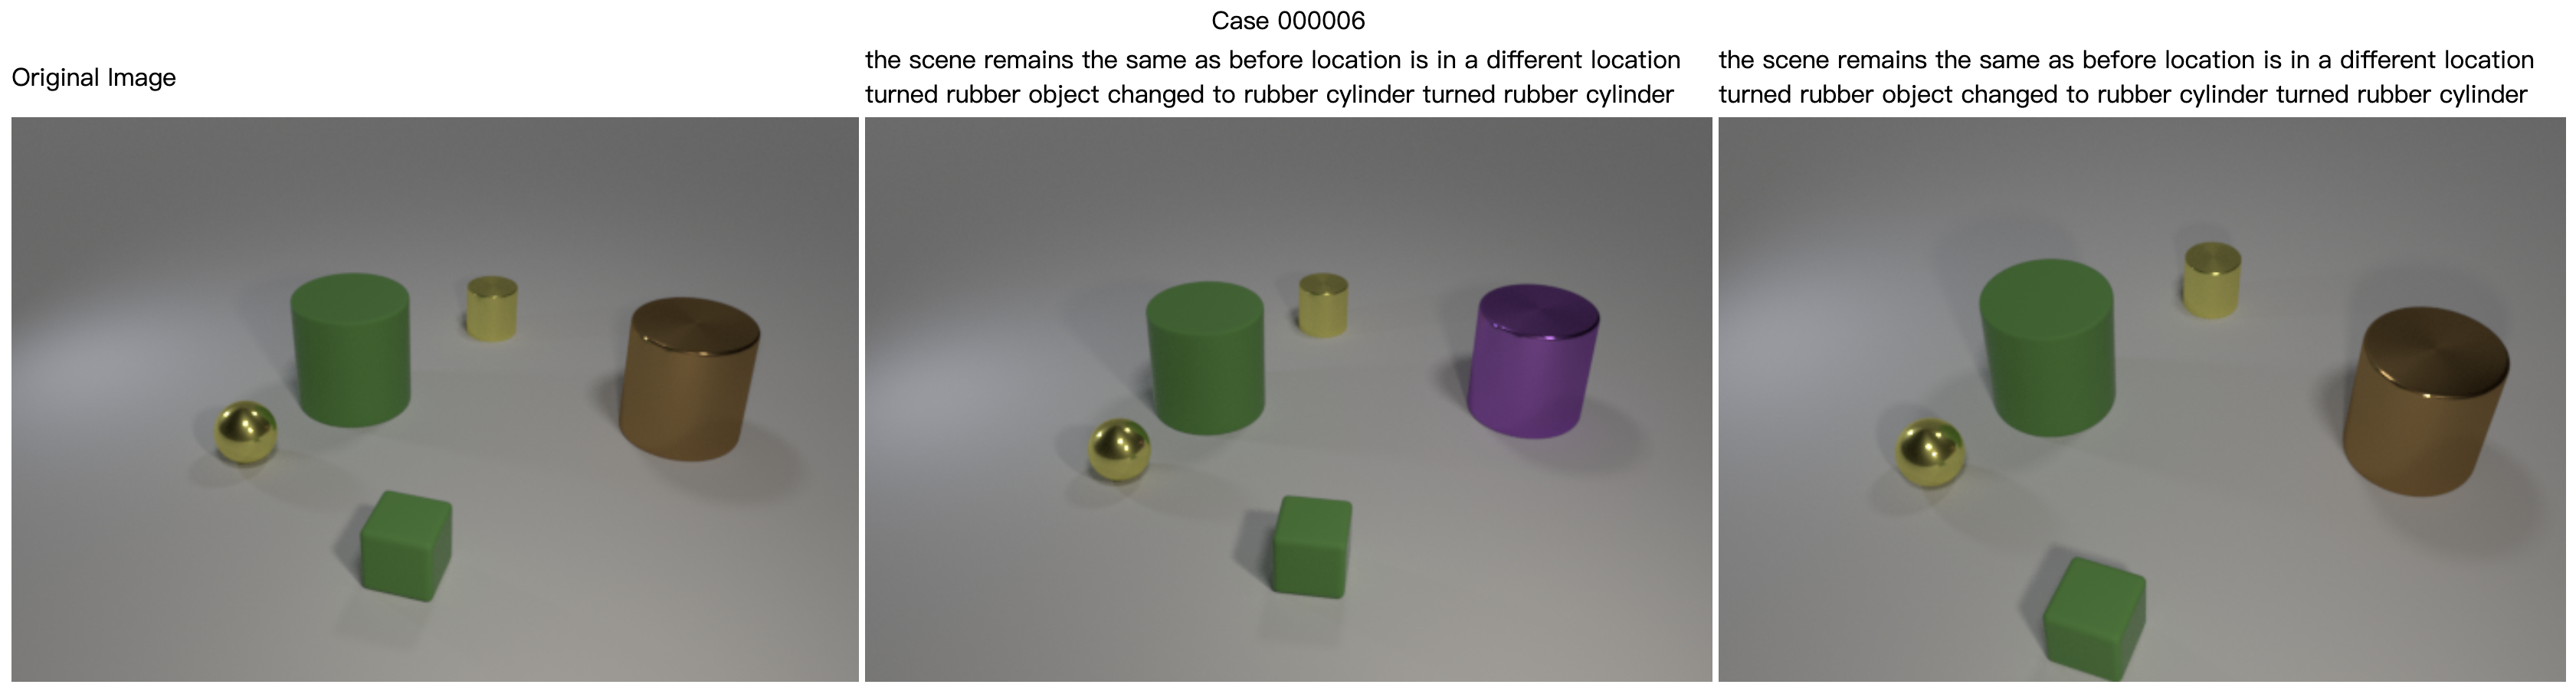 Case 000006
Original Image
the scene remains the same as before location is in a different location
turned rubber object changed to rubber cylinder turned rubber cylinder
the scene remains the same as before location is in a different location
turned rubber object changed to rubber cylinder turned rubber cylinder